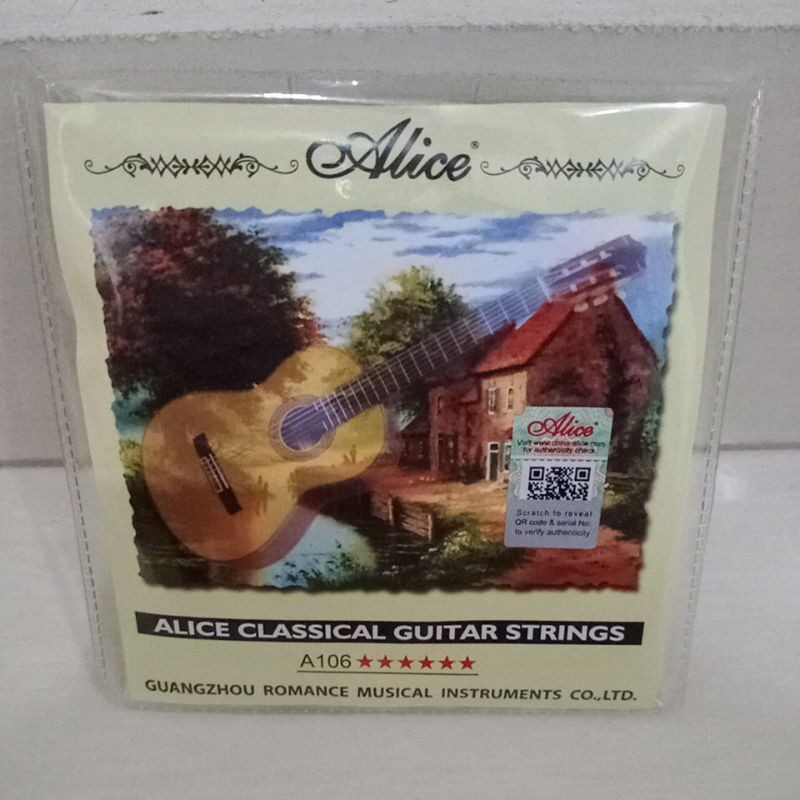 Alice®
Alice®
Visit www.china-alice.com
for authenticity check.
Scratch to reveal
QR code & serial No.
to verify authenticity
ALICE CLASSICAL GUITAR STRINGS
A106 ★★★★★★
GUANGZHOU ROMANCE MUSICAL INSTRUMENTS CO.,LTD.